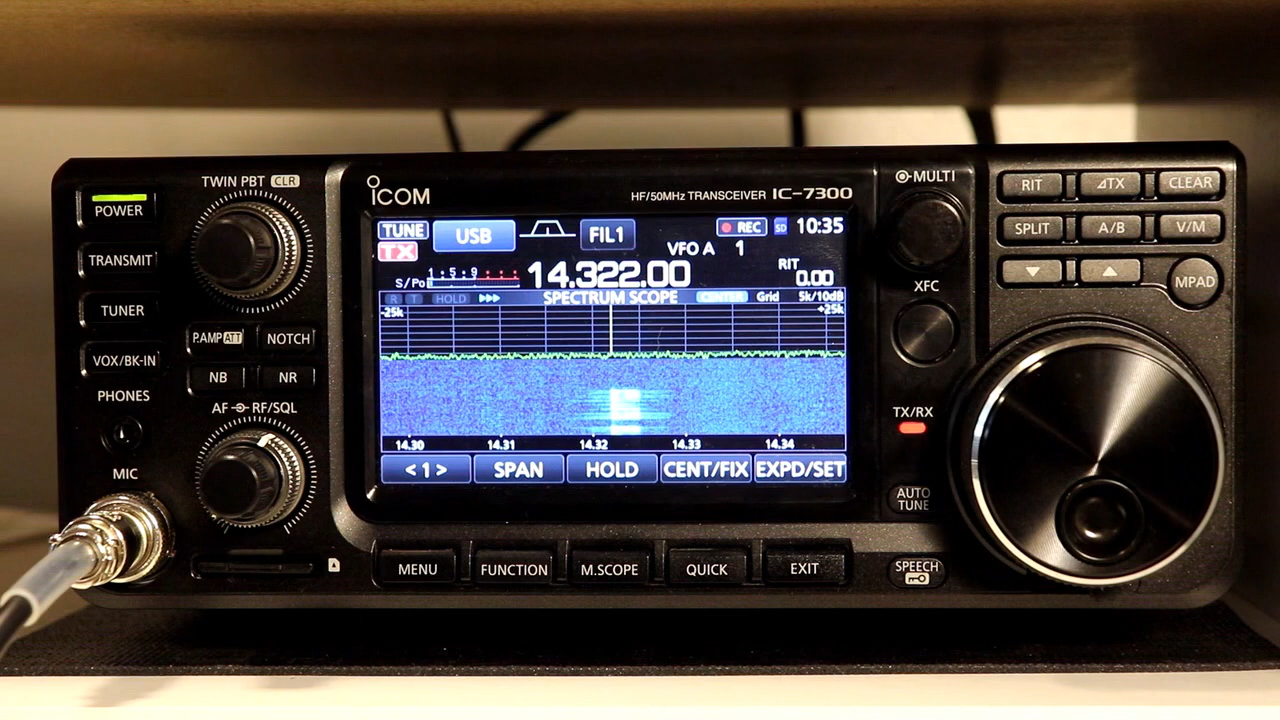 TWIN PBT CLR
POWER
TRANSMIT
TUNER
VOX/BK-IN
PHONES
MIC
P.AMP ATT
NOTCH
NB
NR
AF RF/SQL
ICOM
HF/50MHz TRANSCEIVER IC-7300
TUNE
TX
USB
FIL1
REC
SD
10:35
VFO A 1
S/Po 1 5 9
14.322.00
RIT
0.00
R T HOLD
SPECTRUM SCOPE
CENTER
Grid
5k/10dB
-25k
+25k
14.30 14.31 14.32 14.33 14.34
<1>
SPAN
HOLD
CENT/FIX
EXPD/SET
MENU
FUNCTION
M.SCOPE
QUICK
EXIT
MULTI
XFC
TX/RX
AUTO
TUNE
SPEECH
RIT
⊿TX
CLEAR
SPLIT
A/B
V/M
MPAD